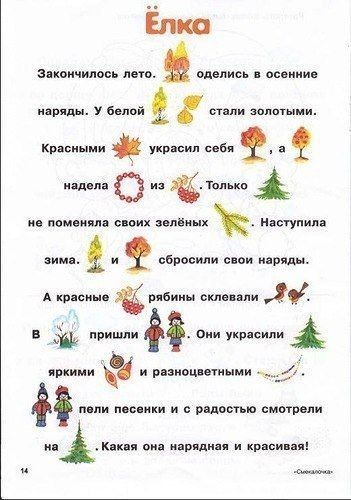 Ёлка
Закончилось лето. оделись в осенние
наряды. У белой стали золотыми.
Красными украсил себя , а
надела из . Только
не поменяла своих зелёных . Наступила
зима. и сбросили свои наряды.
А красные рябины склевали .
В пришли . Они украсили
яркими и разноцветными .
пели песенки и с радостью смотрели
на . Какая она нарядная и красивая!
14
«Смекалочка»